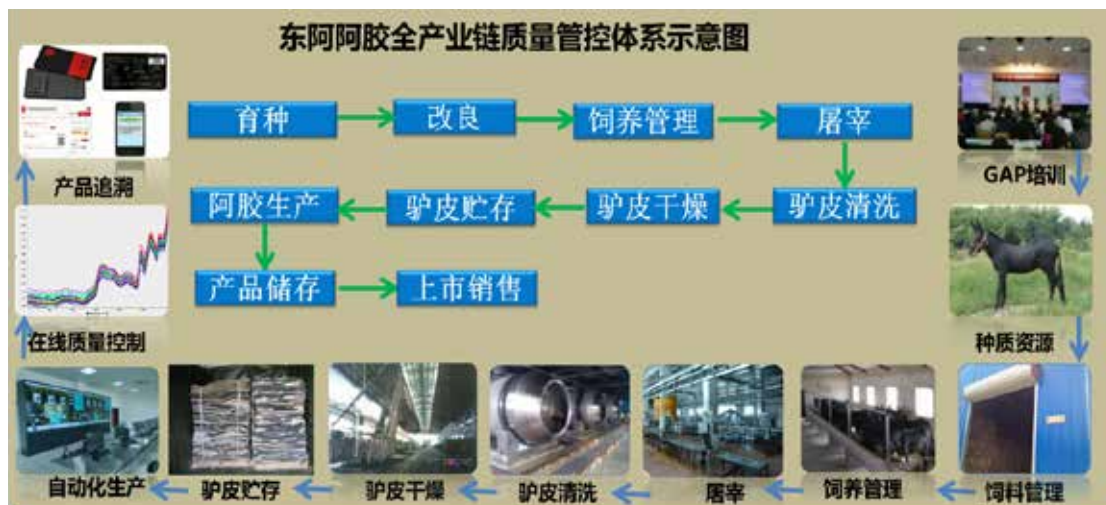 东阿阿胶全产业链质量管控体系示意图
育种
改良
饲养管理
屠宰
驴皮清洗
驴皮干燥
驴皮贮存
阿胶生产
产品储存
上市销售
GAP培训
种质资源
饲料管理
饲养管理
屠宰
驴皮清洗
驴皮干燥
驴皮贮存
自动化生产
在线质量控制
产品追溯